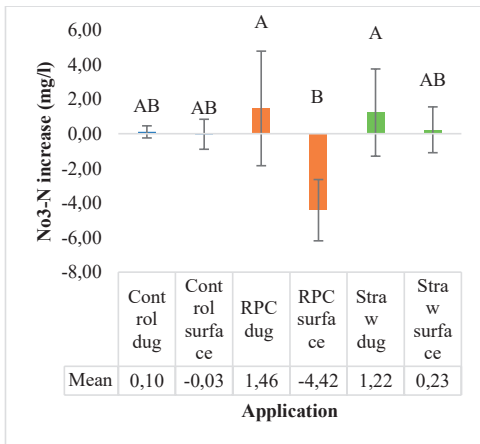 6,00
4,00
2,00
0,00
-2,00
-4,00
-6,00
-8,00
No3-N increase (mg/l)
AB
AB
A
B
A
AB
Cont
rol
dug
Cont
rol
surfa
ce
RPC
dug
RPC
surfa
ce
Stra
w
dug
Stra
w
surfa
ce
Mean 0,10 -0,03 1,46 -4,42 1,22 0,23
Application